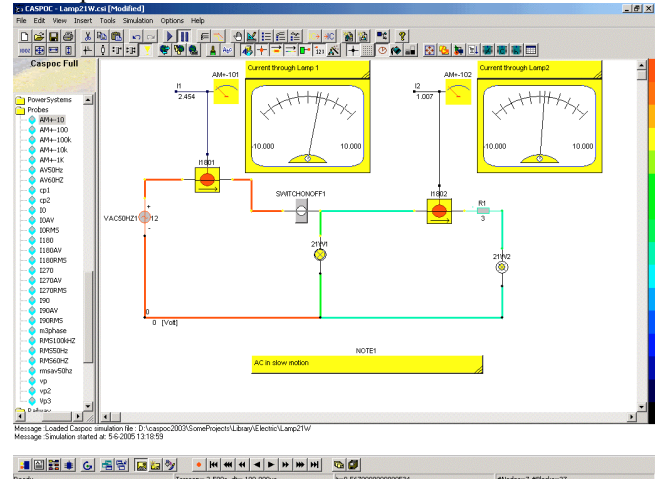 CASPOC - Lamp21W.csi [Modified]
File Edit View Insert Tools Simulation Options Help
Caspoc Full
PowerSystems
Probes
AM+-10
AM+-100
AM+-100k
AM+-10k
AM+-1K
AV50Hz
AV60HZ
cp1
cp2
IO
IOAV
IORMS
I180
I180AV
I180RMS
I270
I270AV
I270RMS
I90
I90AV
I90RMS
m3phase
RMS100kHZ
RMS50Hz
RMS60HZ
rmsav50hz
vp
vp2
Vp3
Railway
I1
2.454
AM+-101
Current through Lamp 1
-10.000 10.000
I2
1.007
AM+-102
Current through Lamp2
-10.000 10.000
I1801
SWITCHONOFF1
I1802
R1
3
VAC50HZ1 12
+
-
21W1
21W2
0
0 [Volt]
NOTE1
AC in slow motion
Message :Loaded Caspoc simulation file : D:\caspoc2003\SomeProjects\Library\Electric\Lamp21W
Message :Simulation started at: 5-6-2005 13:18:59